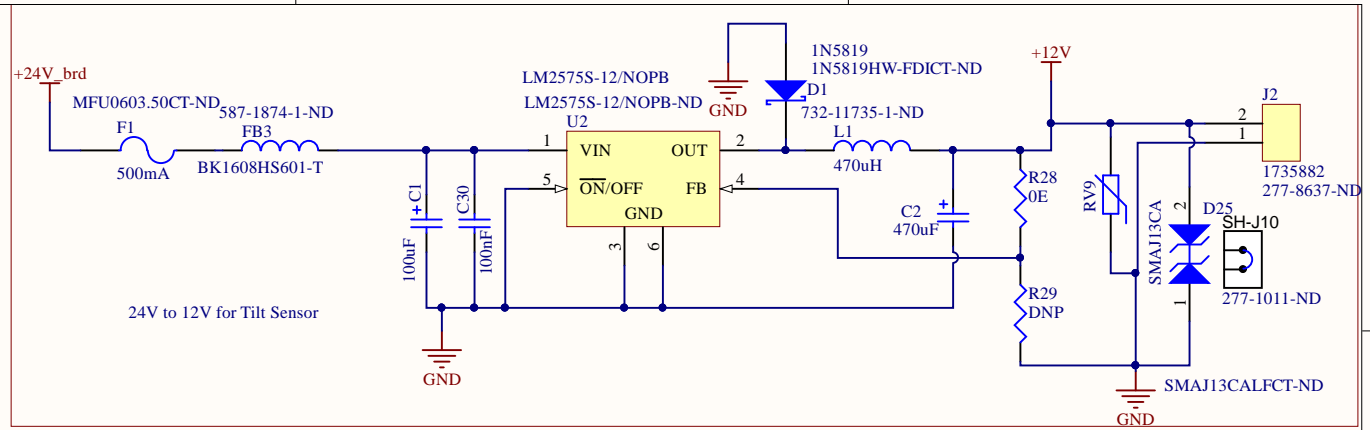 +24V_brd
MFU0603.50CT-ND
F1
500mA
587-1874-1-ND
FB3
BK1608HS601-T
LM2575S-12/NOPB
LM2575S-12/NOPB-ND
U2
1
VIN
OUT
2
5
ON/OFF
FB
4
GND
3
6
C1
+
100uF
C30
100nF
GND
24V to 12V for Tilt Sensor
GND
1N5819
1N5819HW-FDICT-ND
D1
732-11735-1-ND
L1
470uH
C2
+
470uF
+12V
R28
0E
R29
DNP
RV9
SMAJ13CA
2
1
D25
SH-J10
277-1011-ND
J2
2
1
1735882
277-8637-ND
SMAJ13CALFCT-ND
GND